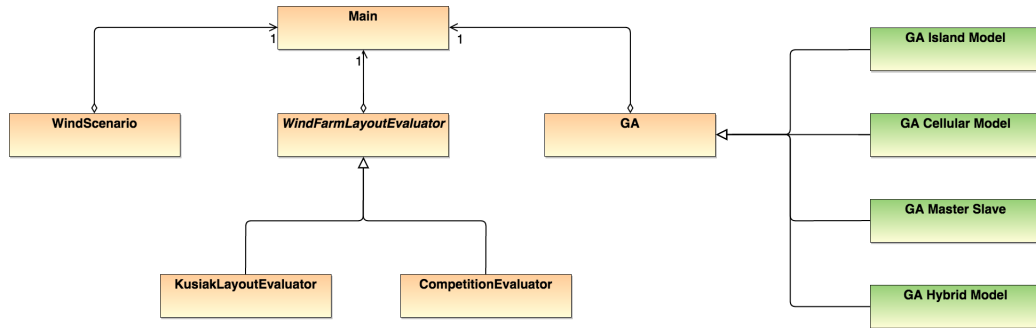 Main
GA Island Model
1
1
1
WindScenario
WindFarmLayoutEvaluator
GA
GA Cellular Model
GA Master Slave
KusiakLayoutEvaluator
CompetitionEvaluator
GA Hybrid Model